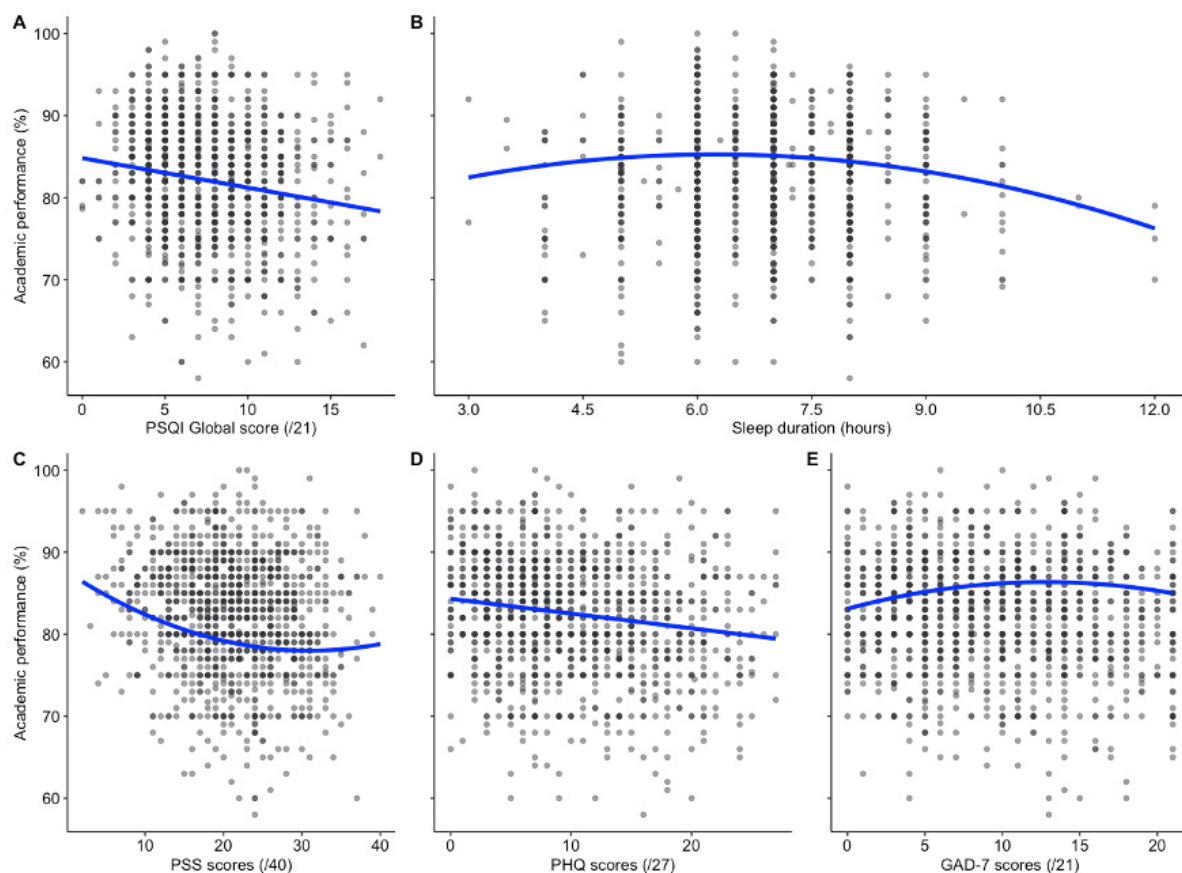 A
B
100
90
80
70
60
Academic performance (%)
0 5 10 15
PSQI Global score (/21)
3.0 4.5 6.0 7.5 9.0 10.5 12.0
Sleep duration (hours)
C
D
E
100
90
80
70
60
Academic performance (%)
10 20 30 40
PSS scores (/40)
0 10 20
PHQ scores (/27)
0 5 10 15 20
GAD-7 scores (/21)